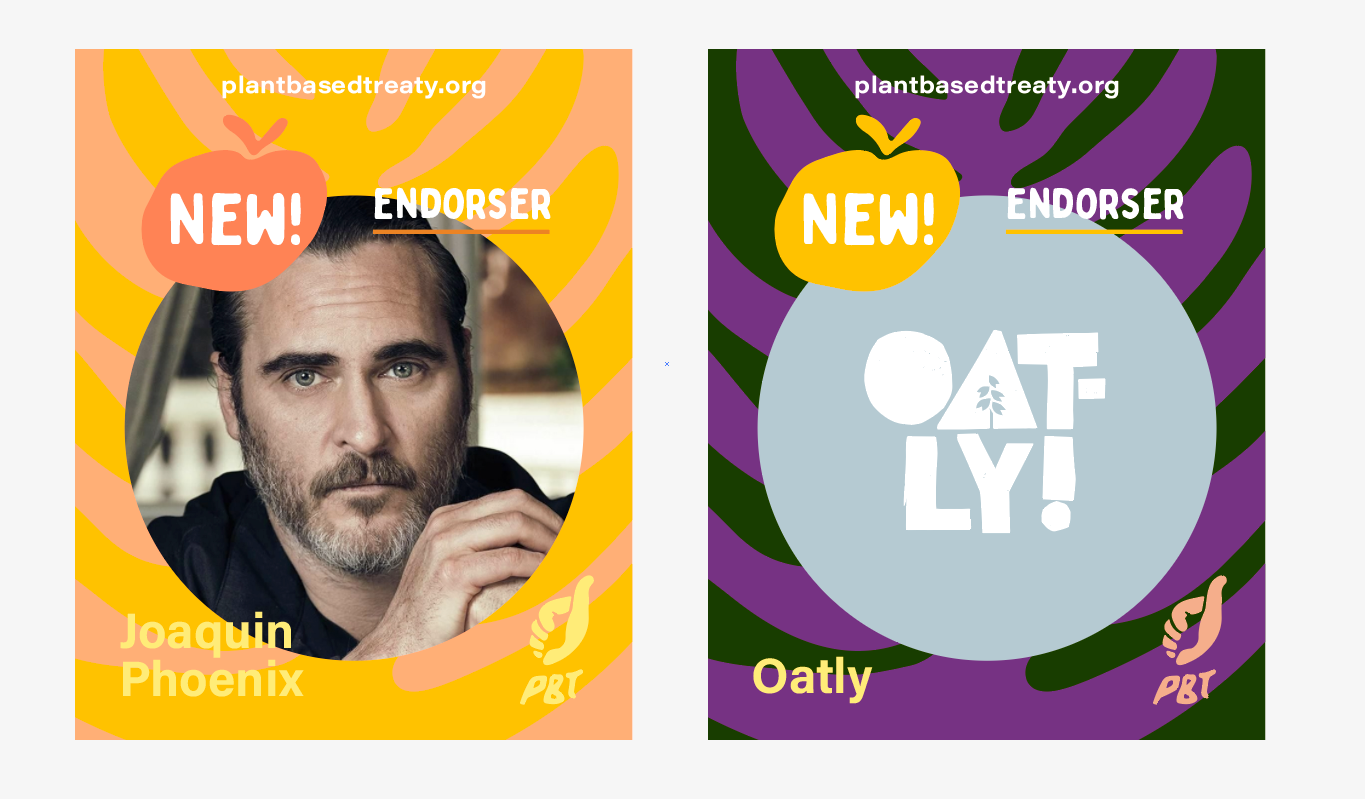 plantbasedtreaty.org
NEW!
ENDORSER
Joaquin
Phoenix
PBT
plantbasedtreaty.org
NEW!
ENDORSER
OAT-
LY!
Oatly
PBT